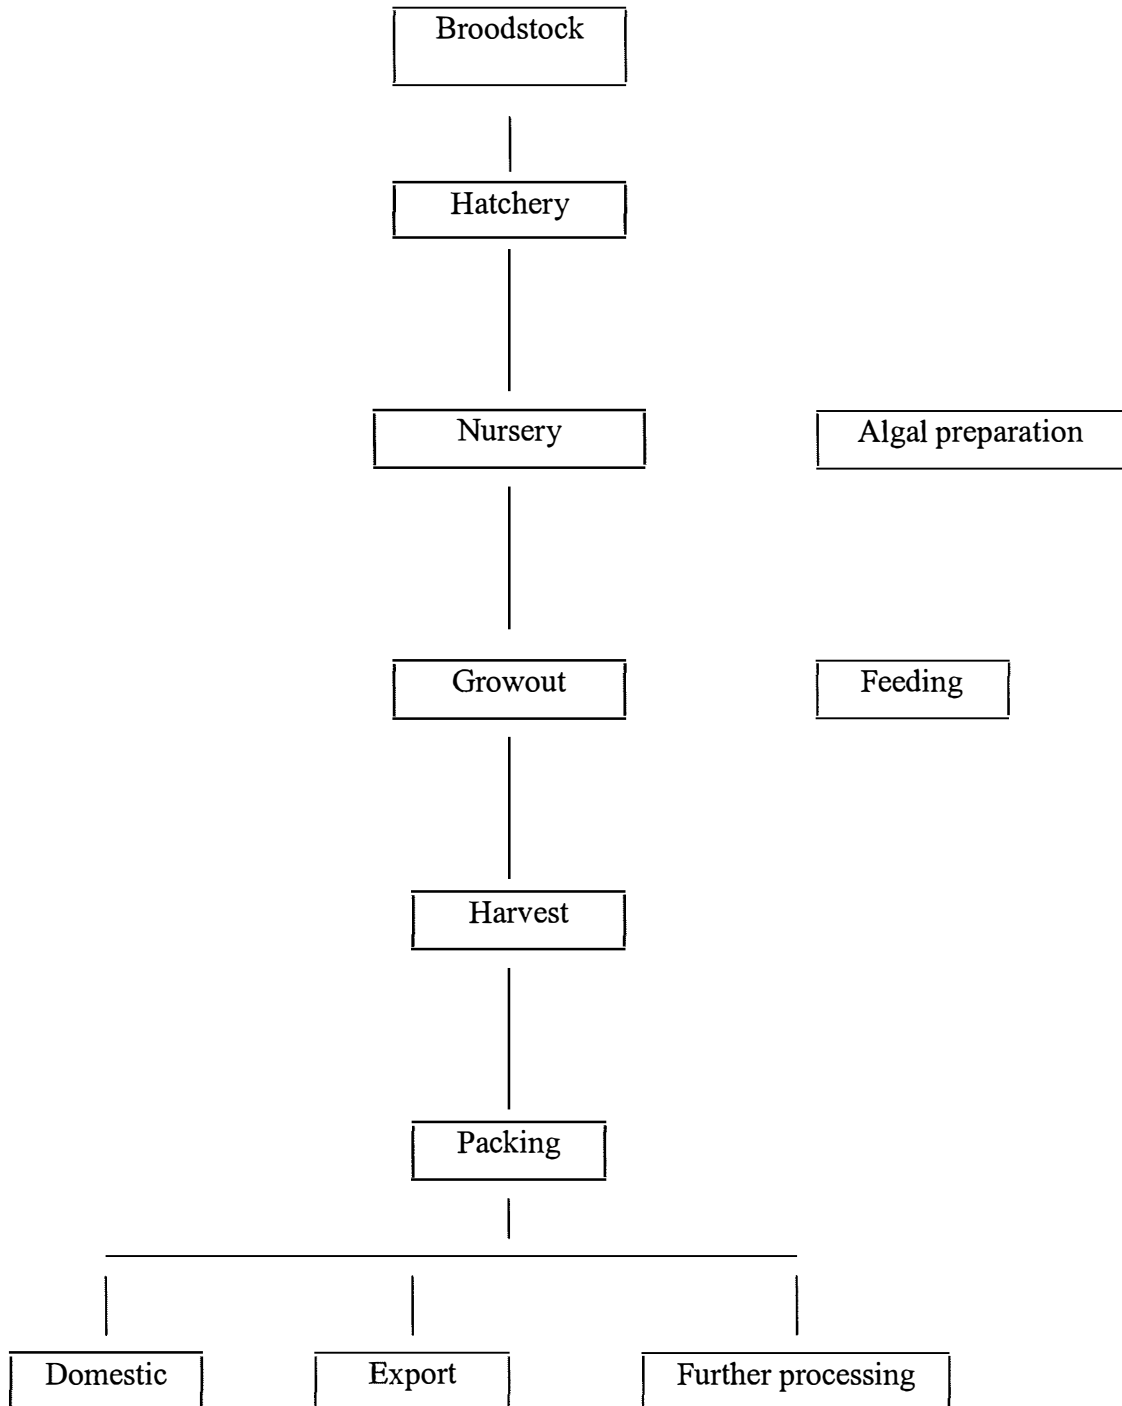 Broodstock
Hatchery
Nursery
Algal preparation
Growout
Feeding
Harvest
Packing
Domestic
Export
Further processing